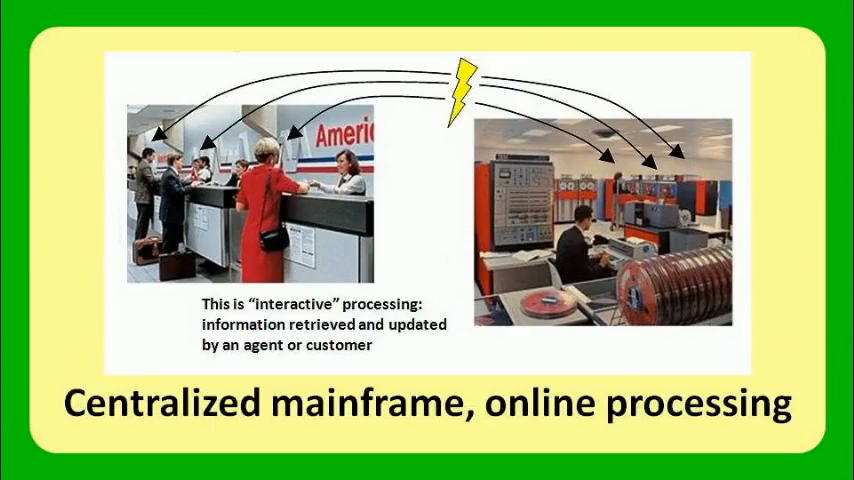 Americ
This is “interactive” processing:
information retrieved and updated
by an agent or customer
Centralized mainframe, online processing